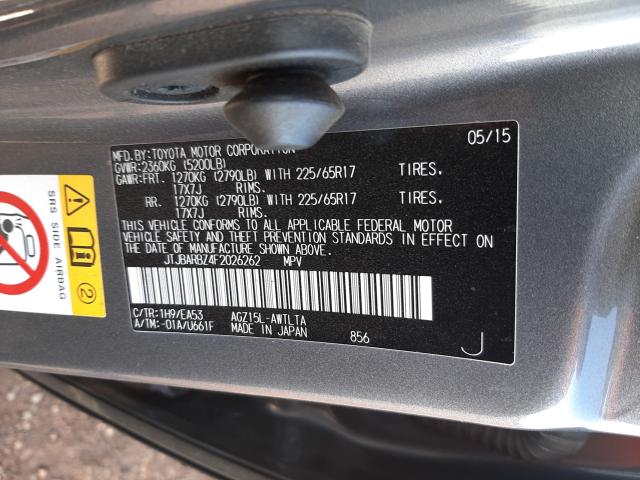 MFD.BY:TOYOTA MOTOR CORPORATION 05/15
GVWR:2360KG (5200LB)
GAWR:FRT. 1270KG (2790LB) WITH 225/65R17 TIRES.
17X7J RIMS.
RR. 1270KG (2790LB) WITH 225/65R17 TIRES.
17X7J RIMS.
THIS VEHICLE CONFORMS TO ALL APPLICABLE FEDERAL MOTOR
VEHICLE SAFETY AND THEFT PREVENTION STANDARDS IN EFFECT ON
THE DATE OF MANUFACTURE SHOWN ABOVE.
JTJBARBZ4F2026262 MPV
C/TR:1H9/EA53 AGZ15L-AWTLTA
A/TM:-01A/U661F MADE IN JAPAN 856 J
SRS SIDE AIRBAG
2